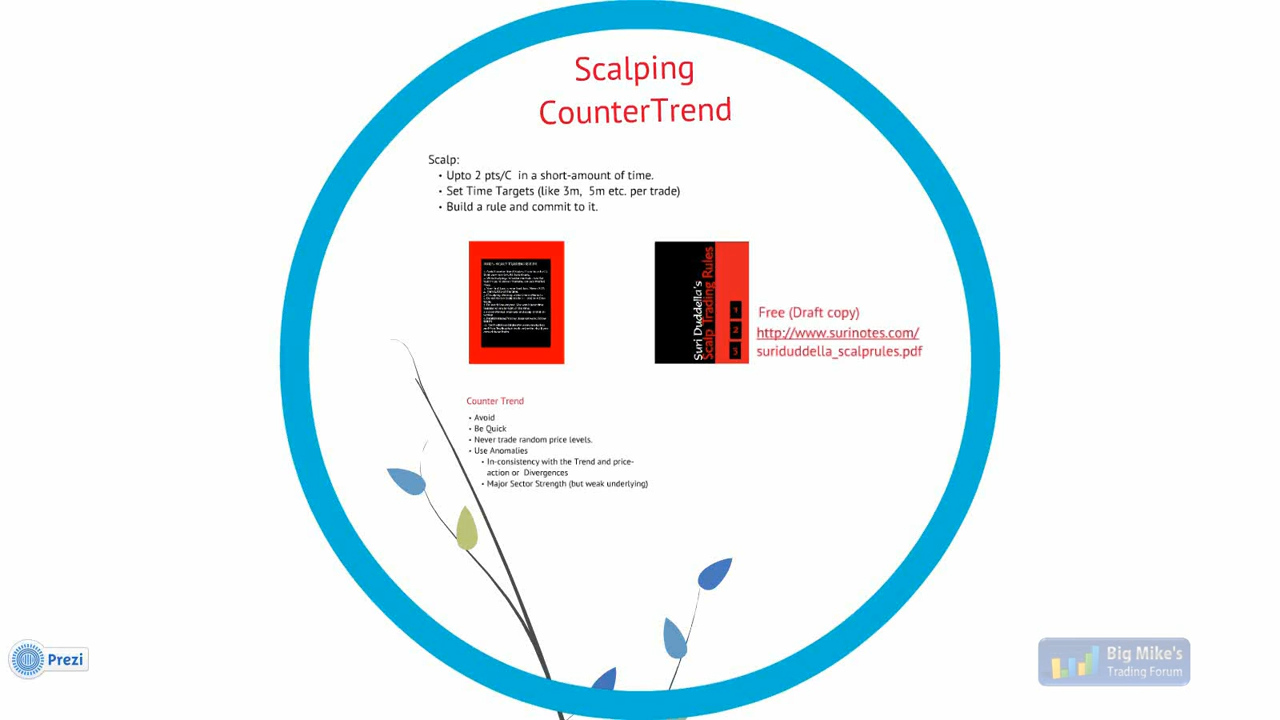 Scalping
CounterTrend
Scalp:
• Upto 2 pts/C in a short-amount of time.
• Set Time Targets (like 3m, 5m etc. per trade)
• Build a rule and commit to it.
Suri Duddella's
Scalp Trading Rules
1
2
3
Free (Draft copy)
http://www.surinotes.com/
suriduddella_scalprules.pdf
Counter Trend
• Avoid
• Be Quick
• Never trade random price levels.
• Use Anomalies
• In-consistency with the Trend and price-
action or Divergences
• Major Sector Strength (but weak underlying)
Prezi
Big Mike's
Trading Forum